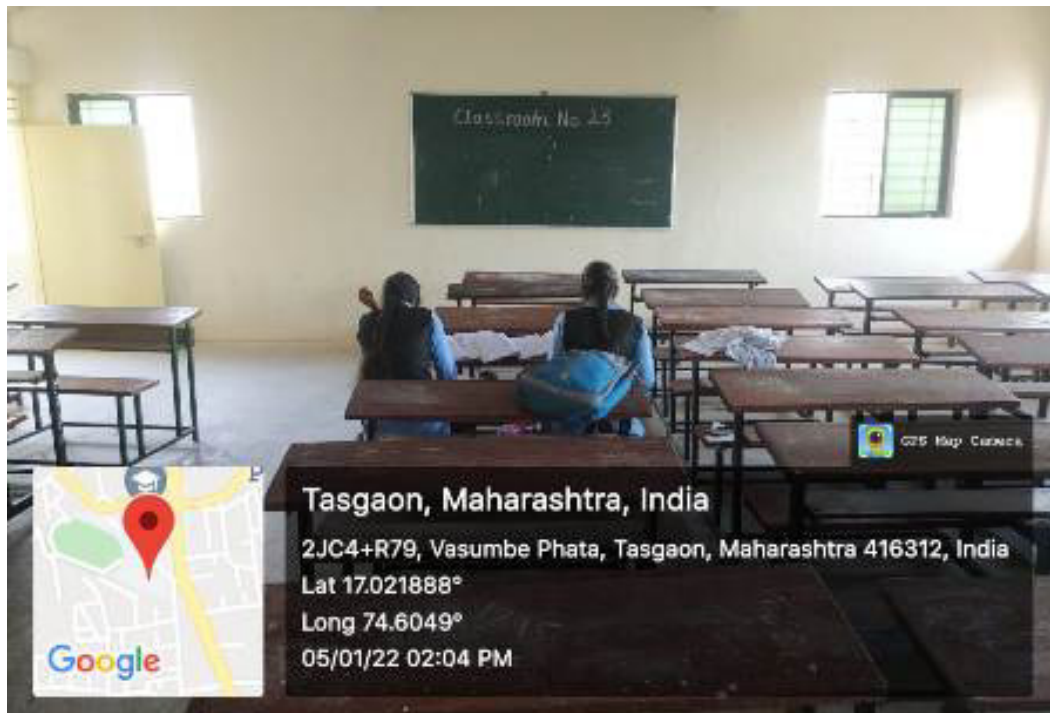 Classroom No 23
GPS Map Camera
Tasgaon, Maharashtra, India
2JC4+R79, Vasumbe Phata, Tasgaon, Maharashtra 416312, India
Lat 17.021888°
Long 74.6049°
05/01/22 02:04 PM
Google